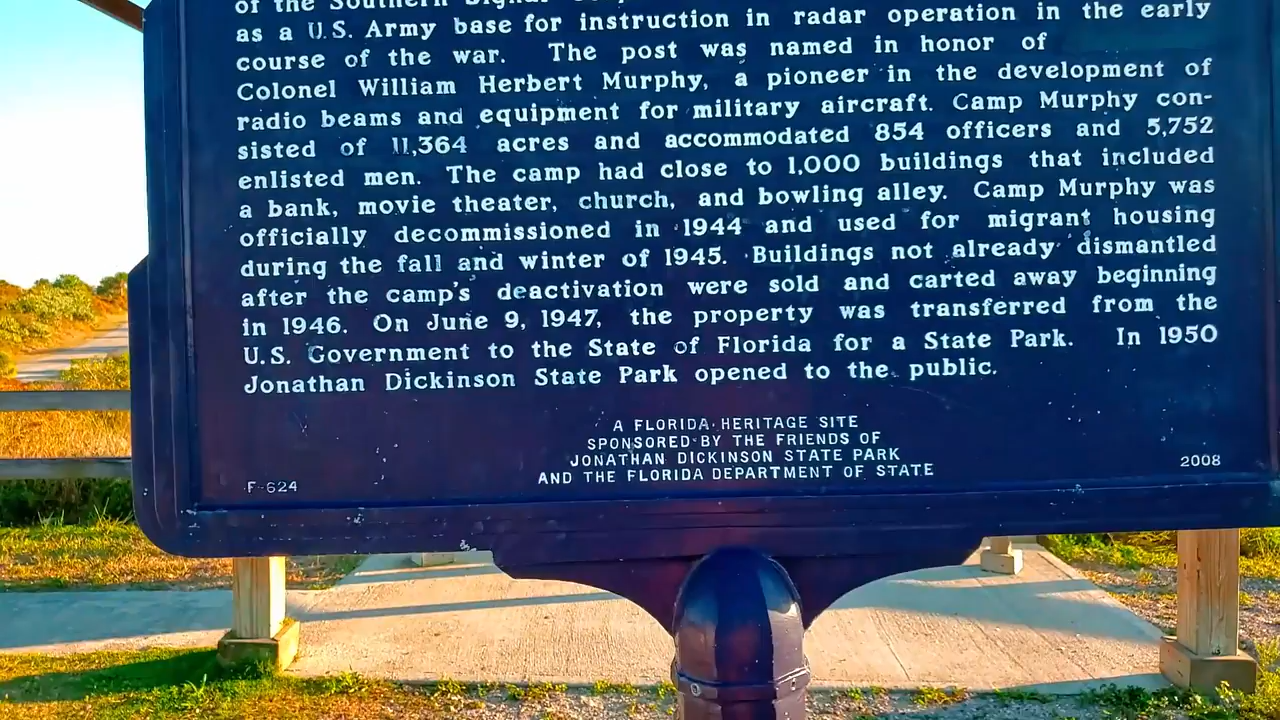 of the Southern Signal
as a U.S. Army base for instruction in radar operation in the early
course of the war. The post was named in honor of
Colonel William Herbert Murphy, a pioneer in the development of
radio beams and equipment for military aircraft. Camp Murphy con-
sisted of 11,364 acres and accommodated 854 officers and 5,752
enlisted men. The camp had close to 1,000 buildings that included
a bank, movie theater, church, and bowling alley. Camp Murphy was
officially decommissioned in 1944 and used for migrant housing
during the fall and winter of 1945. Buildings not already dismantled
after the camp's deactivation were sold and carted away beginning
in 1946. On June 9, 1947, the property was transferred from the
U.S. Government to the State of Florida for a State Park. In 1950
Jonathan Dickinson State Park opened to the public.
A FLORIDA HERITAGE SITE
SPONSORED BY THE FRIENDS OF
JONATHAN DICKINSON STATE PARK
AND THE FLORIDA DEPARTMENT OF STATE
F-624
2008